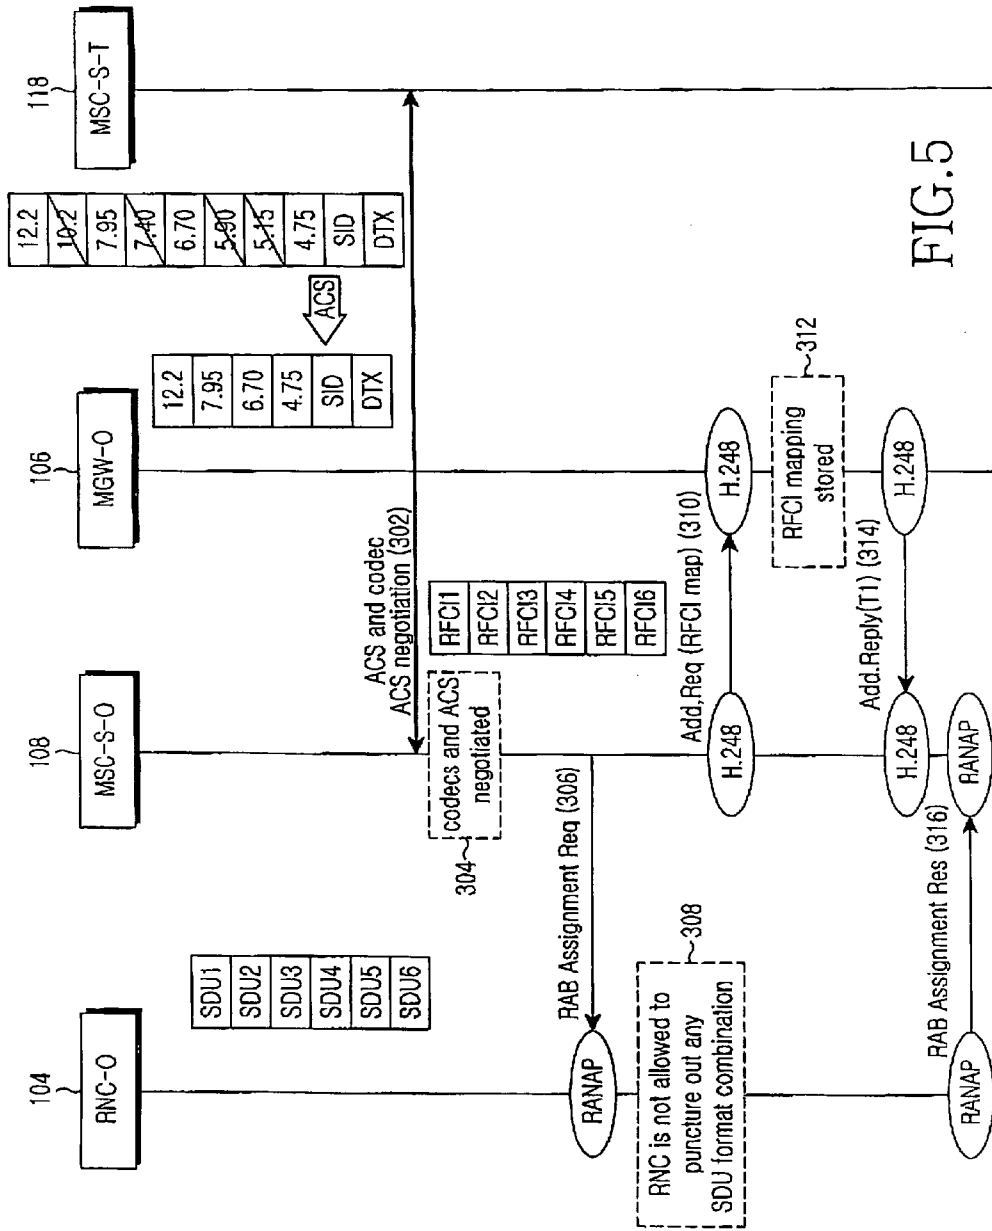 104
RNC-O
108
MSC-S-O
106
MGW-O
118
MSC-S-T
SDU1
SDU2
SDU3
SDU4
SDU5
SDU6
12.2
7.95
6.70
4.75
SID
DTX
ACS
12.2
10.2
7.95
7.40
6.70
5.90
5.15
4.75
SID
DTX
ACS and codec
ACS negotiation (302)
codecs and ACS
negotiated
304
RFCI1
RFCI2
RFCI3
RFCI4
RFCI5
RFCI6
RAB Assignment Req (306)
RANAP
RNC is not allowed to
puncture out any
SDU format combination
308
Add.Req (RFCI map) (310)
H.248
H.248
RFCI mapping
stored
312
Add.Reply(T1) (314)
H.248
H.248
RAB Assignment Res (316)
RANAP
RANAP
FIG.5